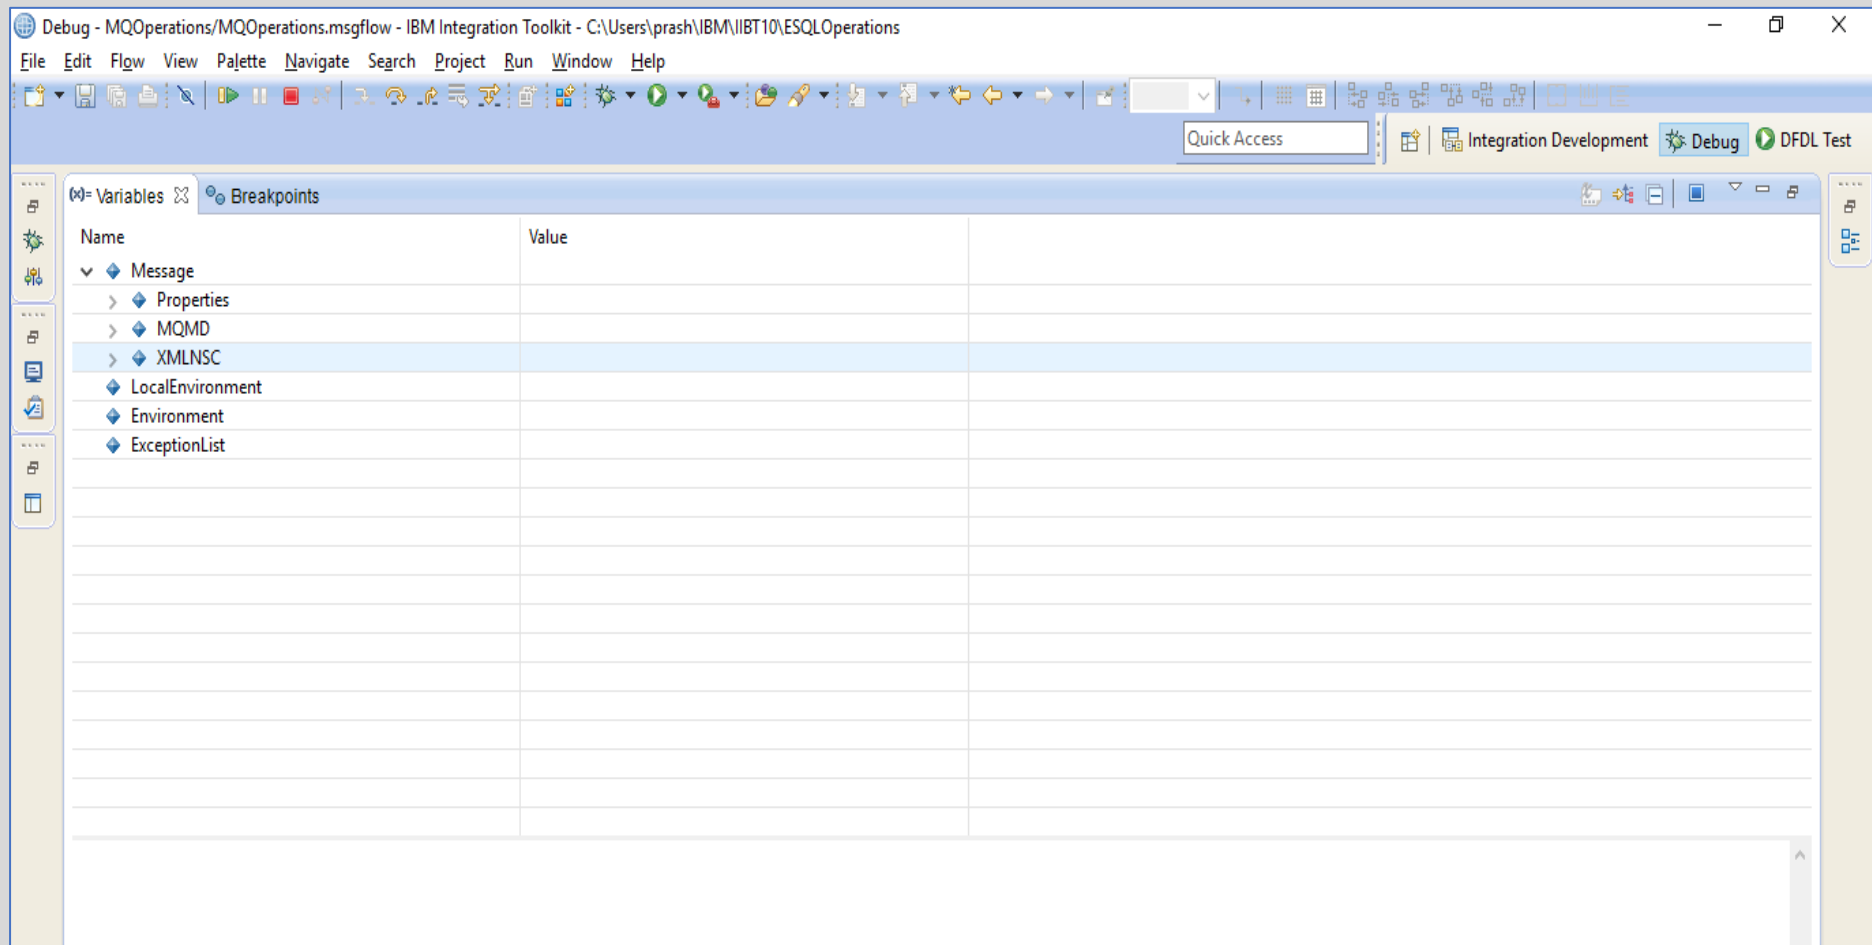 Debug - MQOperations/MQOperations.msgflow - IBM Integration Toolkit - C:\Users\prash\IBM\IIBT10\ESQLOperations
File Edit Flow View Palette Navigate Search Project Run Window Help
Quick Access Integration Development Debug DFDL Test
(x)= Variables Breakpoints
Name Value
Message
Properties
MQMD
XMLNSC
LocalEnvironment
Environment
ExceptionList